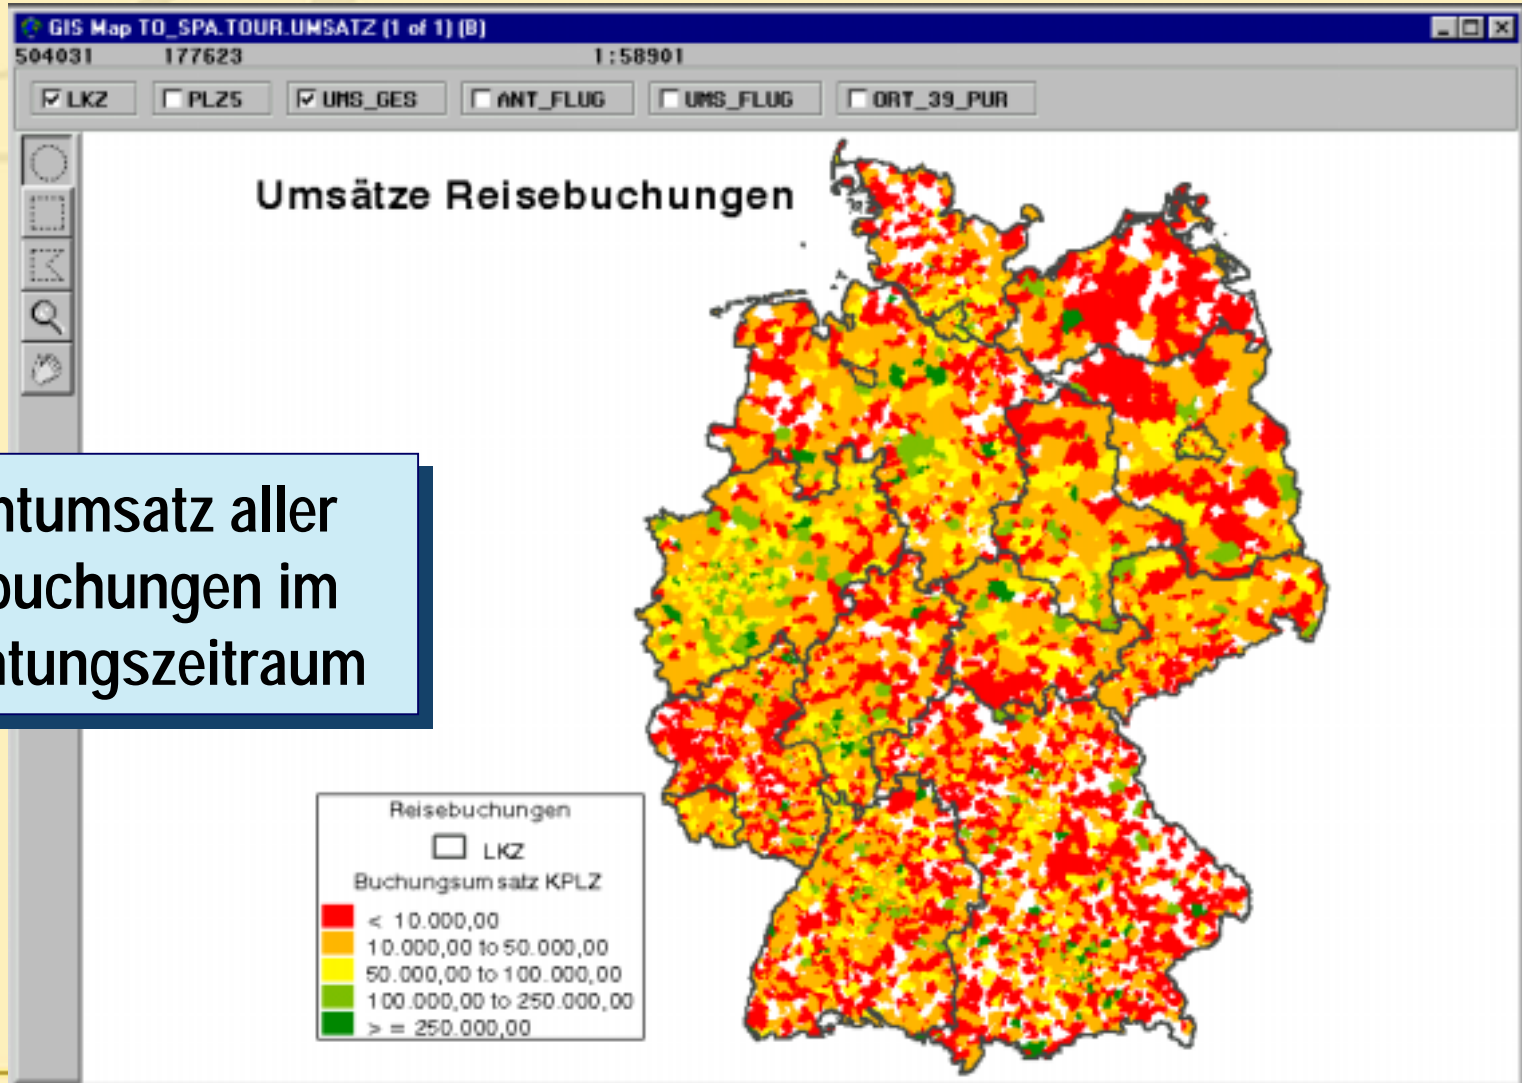 GIS Map TO_SPA.TOUR.UMSATZ (1 of 1) (B)
504031 177623 1:58901
LKZ PLZ5 UMS_GES ANT_FLUG UMS_FLUG ORT_39_PUR
Umsätze Reisebuchungen
ntumsatz aller
buchungen im
htungszeitraum
Reisebuchungen
LKZ
Buchungsumsatz KPLZ
< 10.000,00
10.000,00 to 50.000,00
50.000,00 to 100.000,00
100.000,00 to 250.000,00
> = 250.000,00